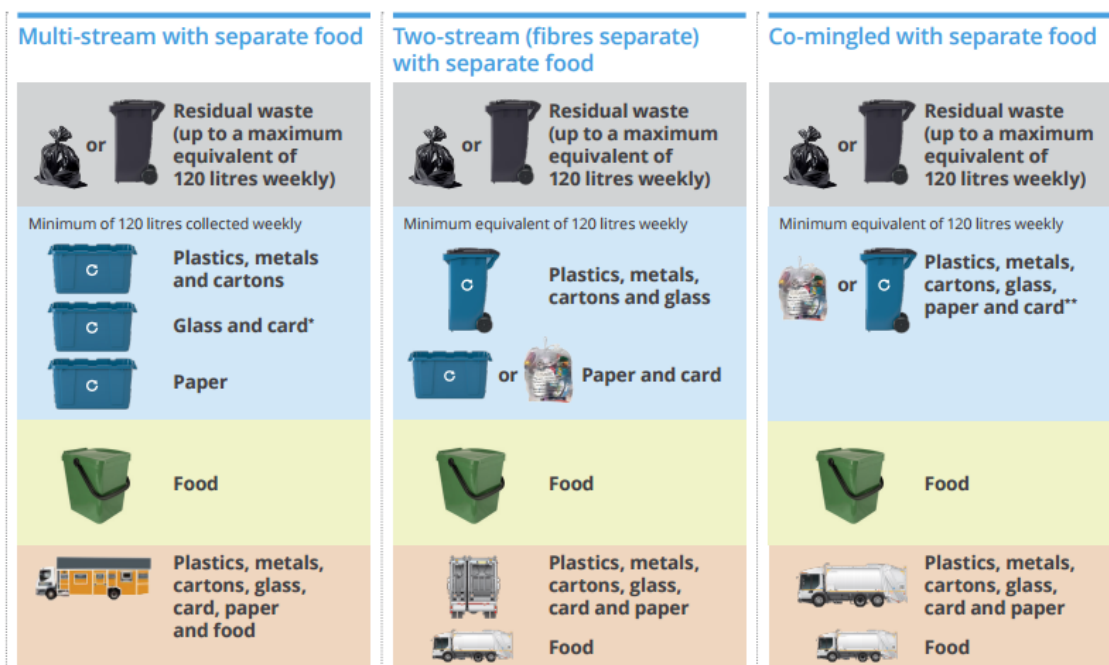 Multi-stream with separate food
Residual waste
(up to a maximum
equivalent of
120 litres weekly)
or
Minimum of 120 litres collected weekly
Plastics, metals
and cartons
Glass and card*
Paper
Food
Plastics, metals,
cartons, glass,
card, paper
and food
Two-stream (fibres separate)
with separate food
or
Residual waste
(up to a maximum
equivalent of
120 litres weekly)
Minimum equivalent of 120 litres weekly
Plastics, metals,
cartons and glass
or
Paper and card
Food
Plastics, metals,
cartons, glass,
card and paper
Food
Co-mingled with separate food
or
Residual waste
(up to a maximum
equivalent of
120 litres weekly)
Minimum equivalent of 120 litres weekly
or
Plastics, metals,
cartons, glass,
paper and card**
Food
Plastics, metals,
cartons, glass,
card and paper
Food